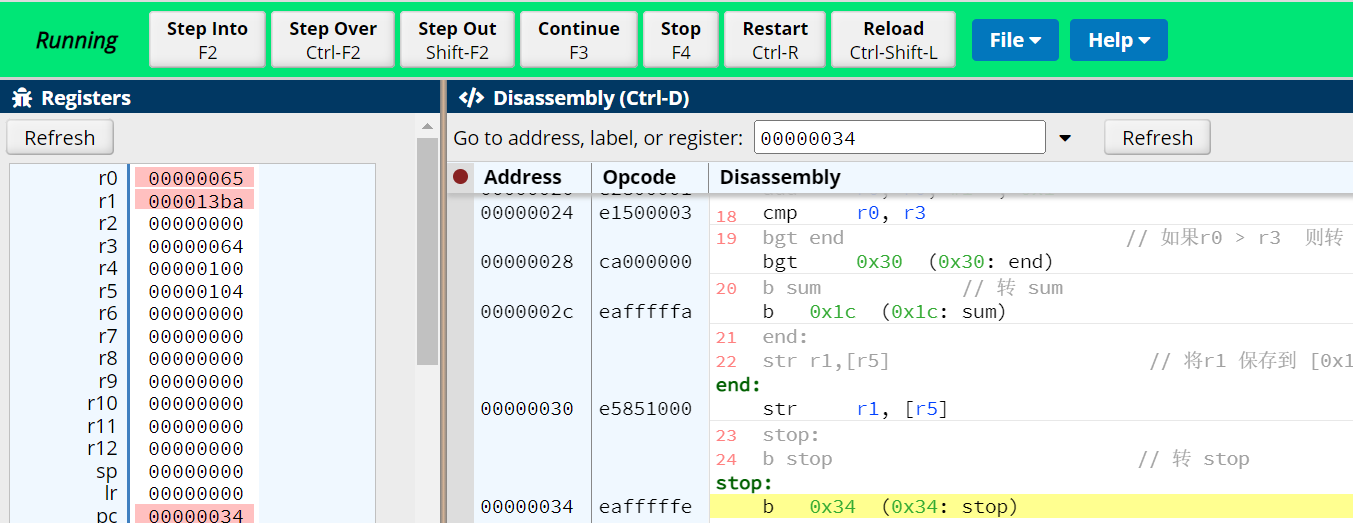 Running
Step Into
F2
Step Over
Ctrl-F2
Step Out
Shift-F2
Continue
F3
Stop
F4
Restart
Ctrl-R
Reload
Ctrl-Shift-L
File
Help
Registers
Refresh
r0 00000065
r1 000013ba
r2 00000000
r3 00000064
r4 00000100
r5 00000104
r6 00000000
r7 00000000
r8 00000000
r9 00000000
r10 00000000
r11 00000000
r12 00000000
sp 00000000
lr 00000000
pc 00000034
</> Disassembly (Ctrl-D)
Go to address, label, or register: 00000034 Refresh
Address Opcode Disassembly
00000024 e1500003 18 cmp r0, r3
19 bgt end // 如果r0 > r3 则转
00000028 ca000000 bgt 0x30 (0x30: end)
20 b sum // 转 sum
0000002c eafffffa b 0x1c (0x1c: sum)
21 end:
22 str r1,[r5] // 将r1 保存到 [0x1
end:
00000030 e5851000 str r1, [r5]
23 stop:
24 b stop // 转 stop
stop:
00000034 eafffffe b 0x34 (0x34: stop)